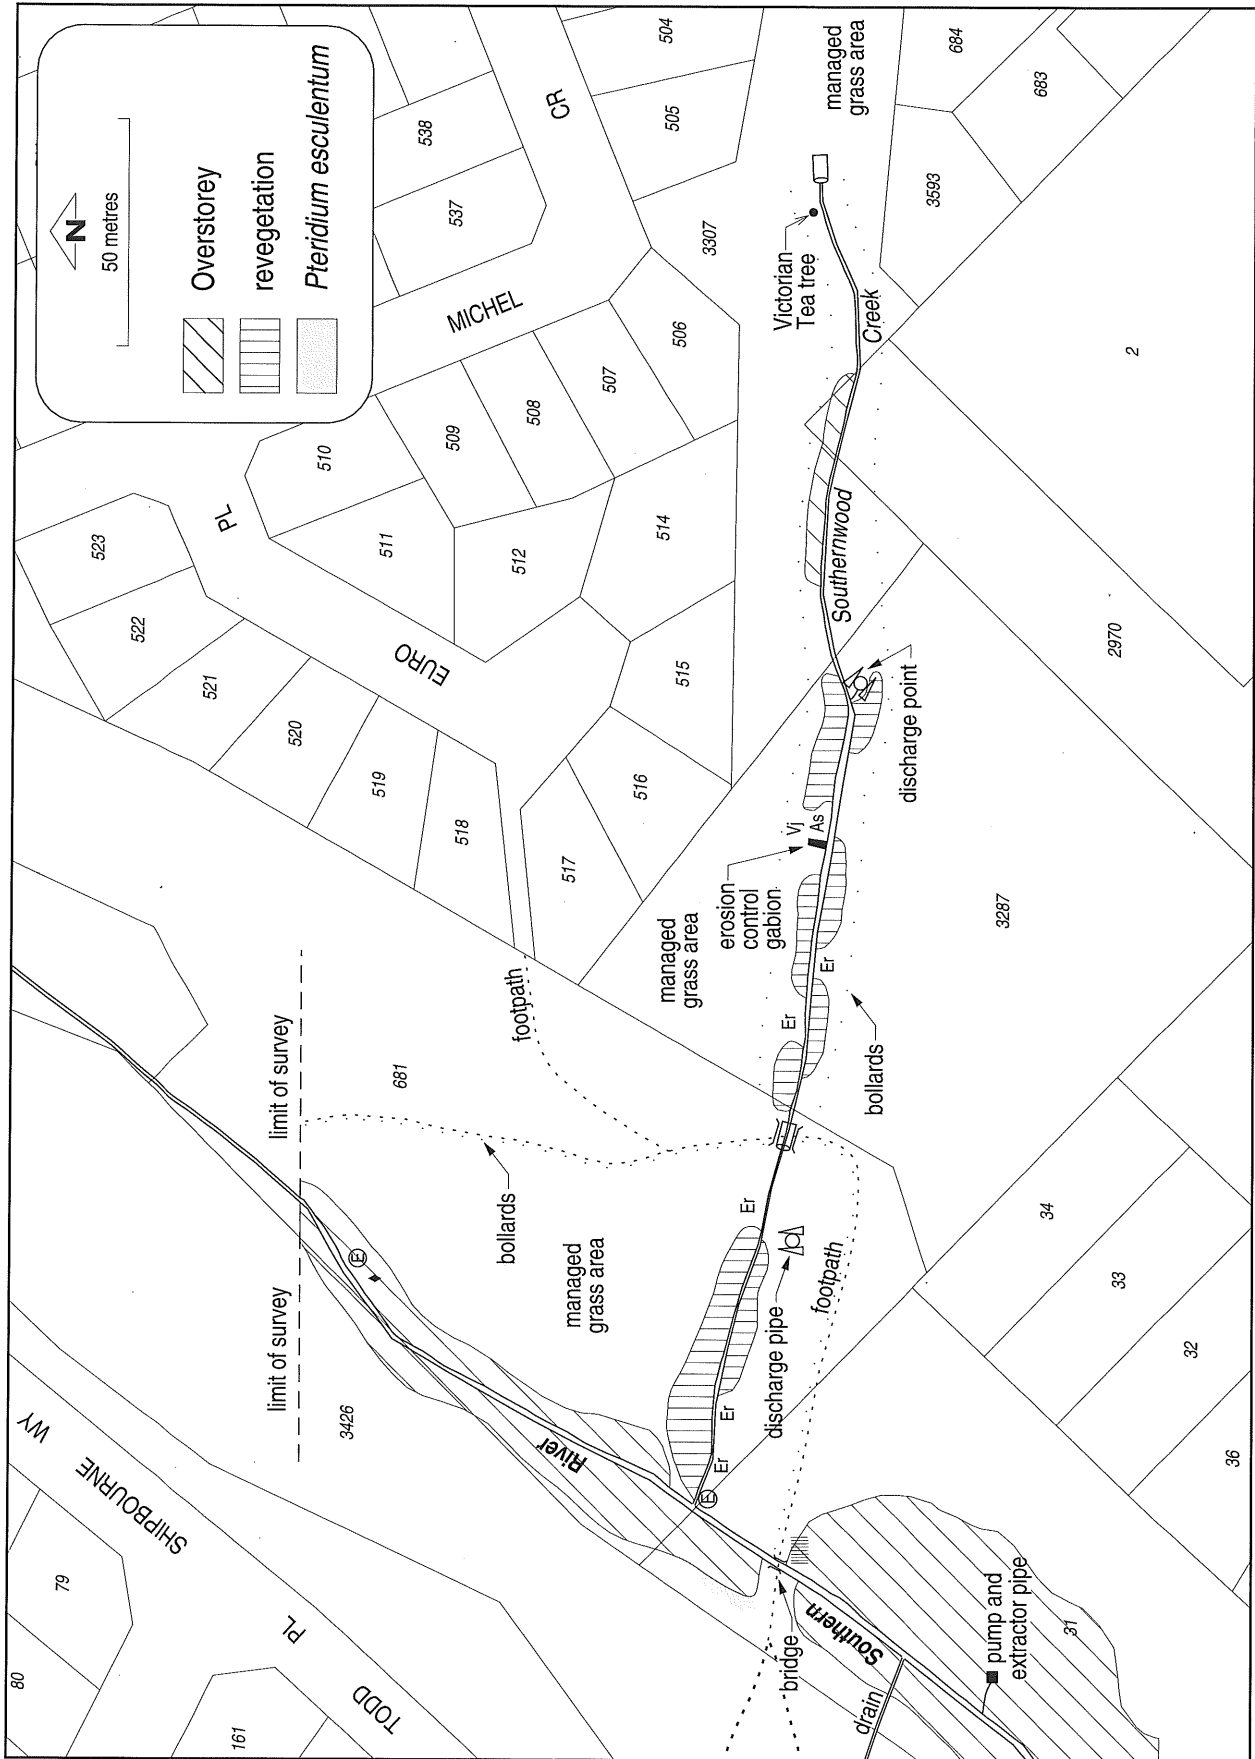 N
50 metres
Overstorey
revegetation
Pteridium esculentum
504
505
538
537
CR
managed
grass area
684
683
3593
3307
MICHEL
506
507
508
509
510
511
512
514
Victorian
Tea tree
Creek
Southernwood
2
2970
PL
EURO
523
522
521
520
519
518
517
516
515
discharge point
Vj
As
erosion
control
gabion
managed
grass area
Er
Er
3287
bollards
footpath
limit of survey
681
bollards
limit of survey
3426
managed
grass area
Er
Er
Er
discharge pipe
footpath
34
33
32
36
31
E
E
River
Southern
bridge
drain
pump and
extractor pipe
SHIPBOURNE
WY
TODD
PL
79
80
161